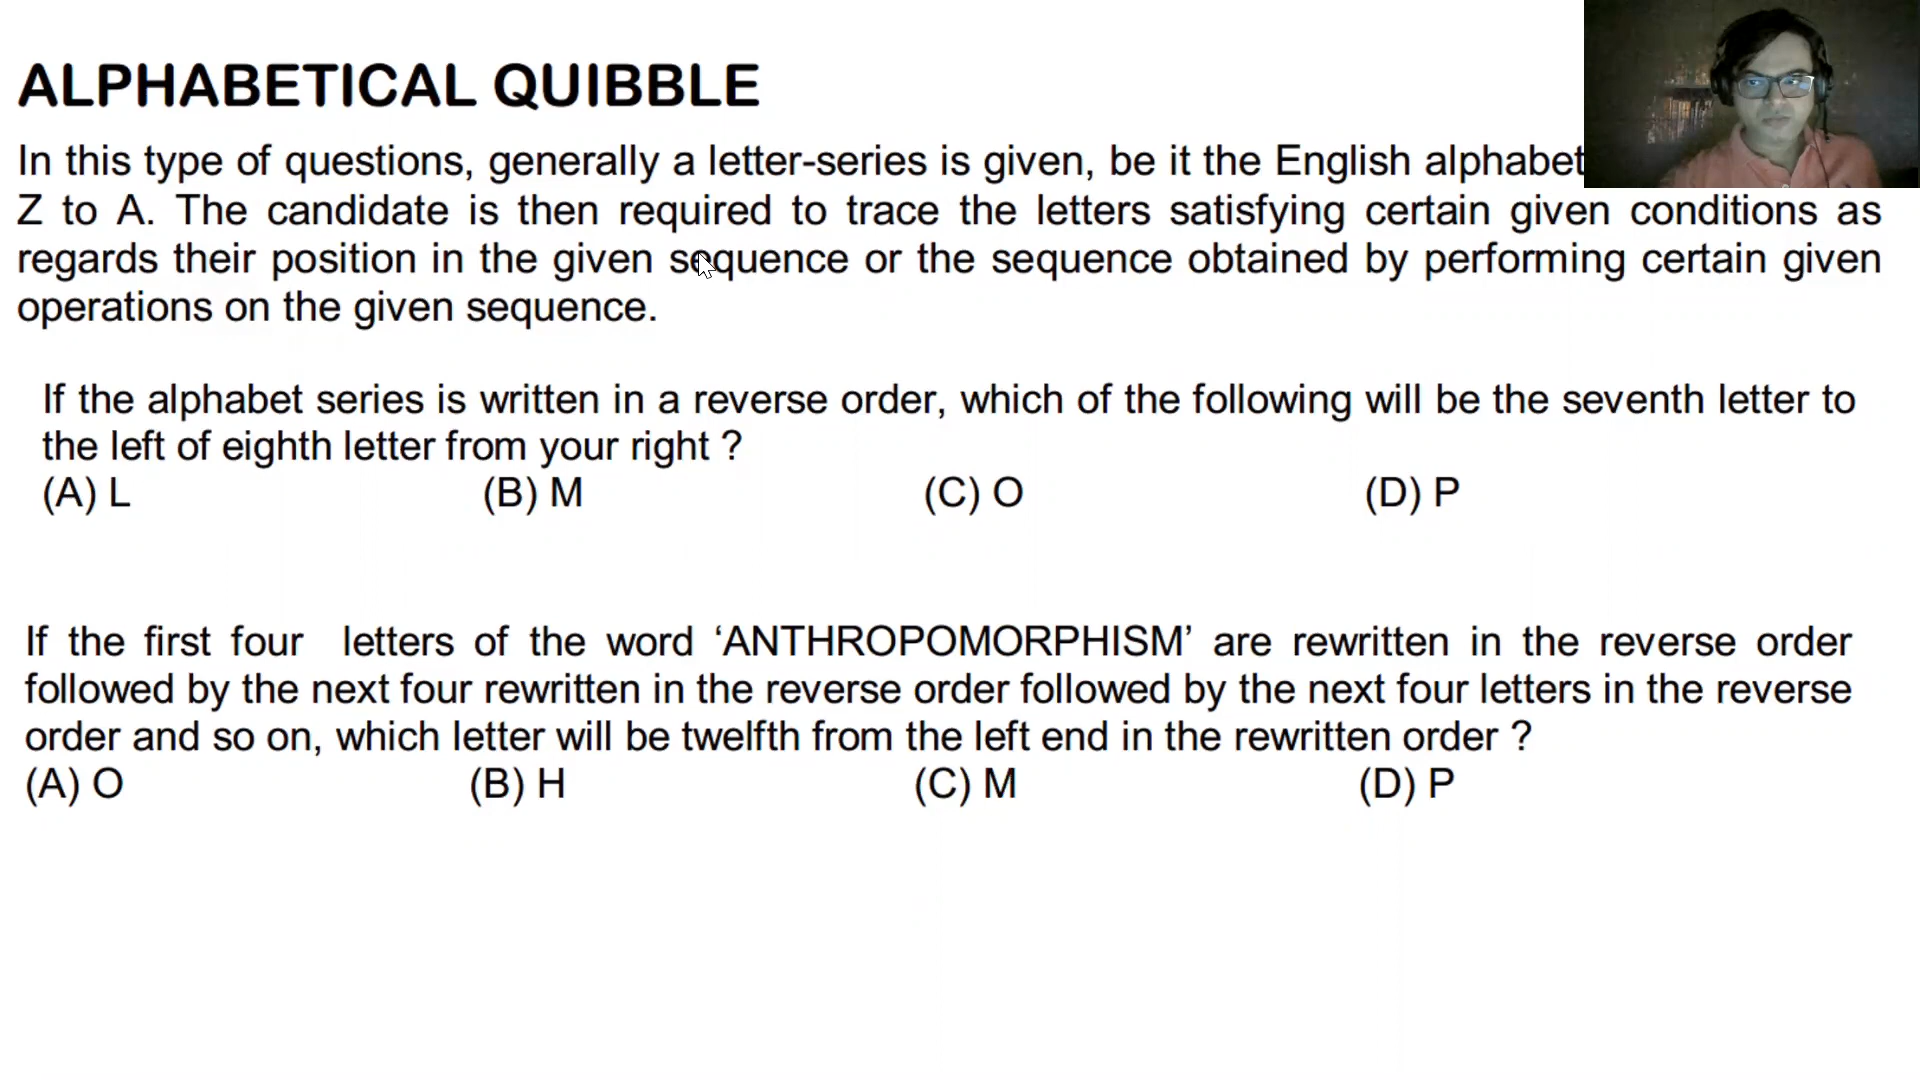 ALPHABETICAL QUIBBLE
In this type of questions, generally a letter-series is given, be it the English alphabet
Z to A. The candidate is then required to trace the letters satisfying certain given conditions as
regards their position in the given sequence or the sequence obtained by performing certain given
operations on the given sequence.
If the alphabet series is written in a reverse order, which of the following will be the seventh letter to
the left of eighth letter from your right ?
(A) L (B) M (C) O (D) P
If the first four letters of the word ‘ANTHROPOMORPHISM’ are rewritten in the reverse order
followed by the next four rewritten in the reverse order followed by the next four letters in the reverse
order and so on, which letter will be twelfth from the left end in the rewritten order ?
(A) O (B) H (C) M (D) P